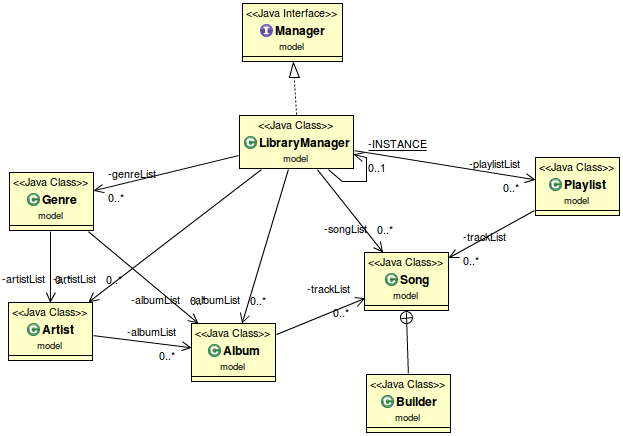 <<Java Interface>>
I Manager
model
<<Java Class>>
C LibraryManager
model
-INSTANCE
0..1
-genreList
0..*
-playlistList
0..*
<<Java Class>>
C Genre
model
<<Java Class>>
C Playlist
model
-songList
0..*
-trackList
0..*
<<Java Class>>
C Song
model
-artistList
0..*
-artistList
0..*
-albumList
0..*
-albumList
0..*
-trackList
0..*
<<Java Class>>
C Artist
model
-albumList
0..*
<<Java Class>>
C Album
model
<<Java Class>>
C Builder
model